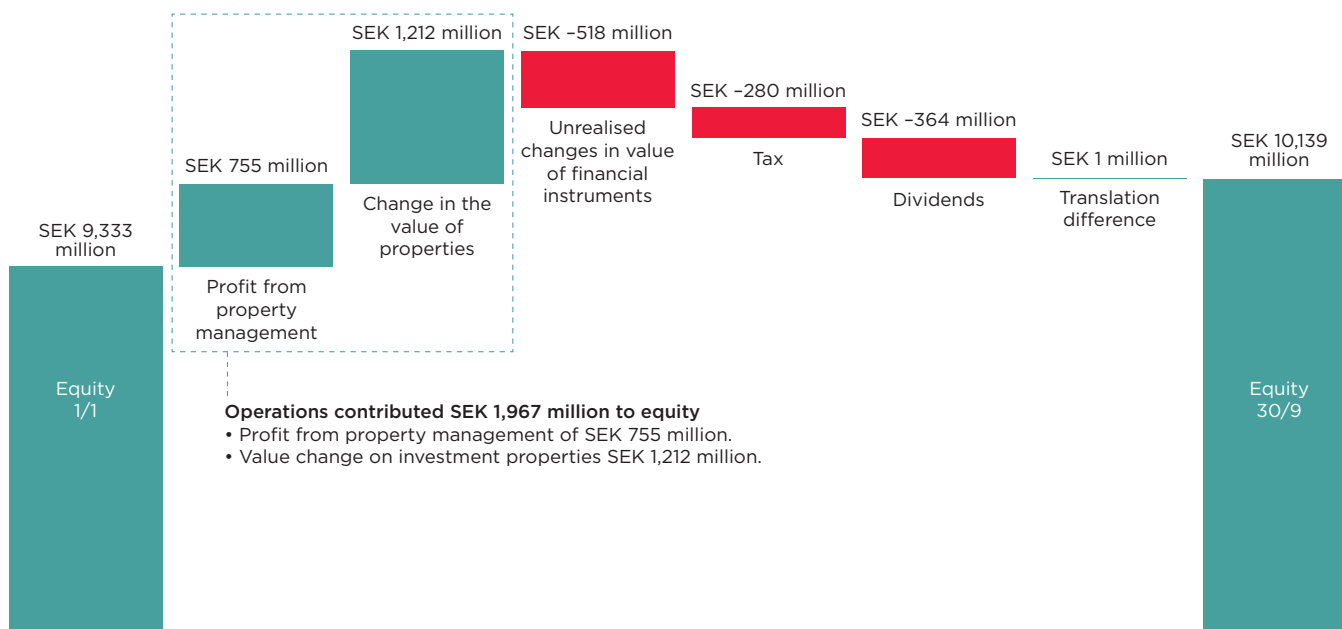 SEK 9,333
million
Equity
1/1
SEK 755 million
Profit from
property
management
SEK 1,212 million
Change in the
value of
properties
SEK –518 million
Unrealised
changes in value
of financial
instruments
SEK –280 million
Tax
SEK –364 million
Dividends
SEK 1 million
Translation
difference
SEK 10,139
million
Equity
30/9
Operations contributed SEK 1,967 million to equity
• Profit from property management of SEK 755 million.
• Value change on investment properties SEK 1,212 million.